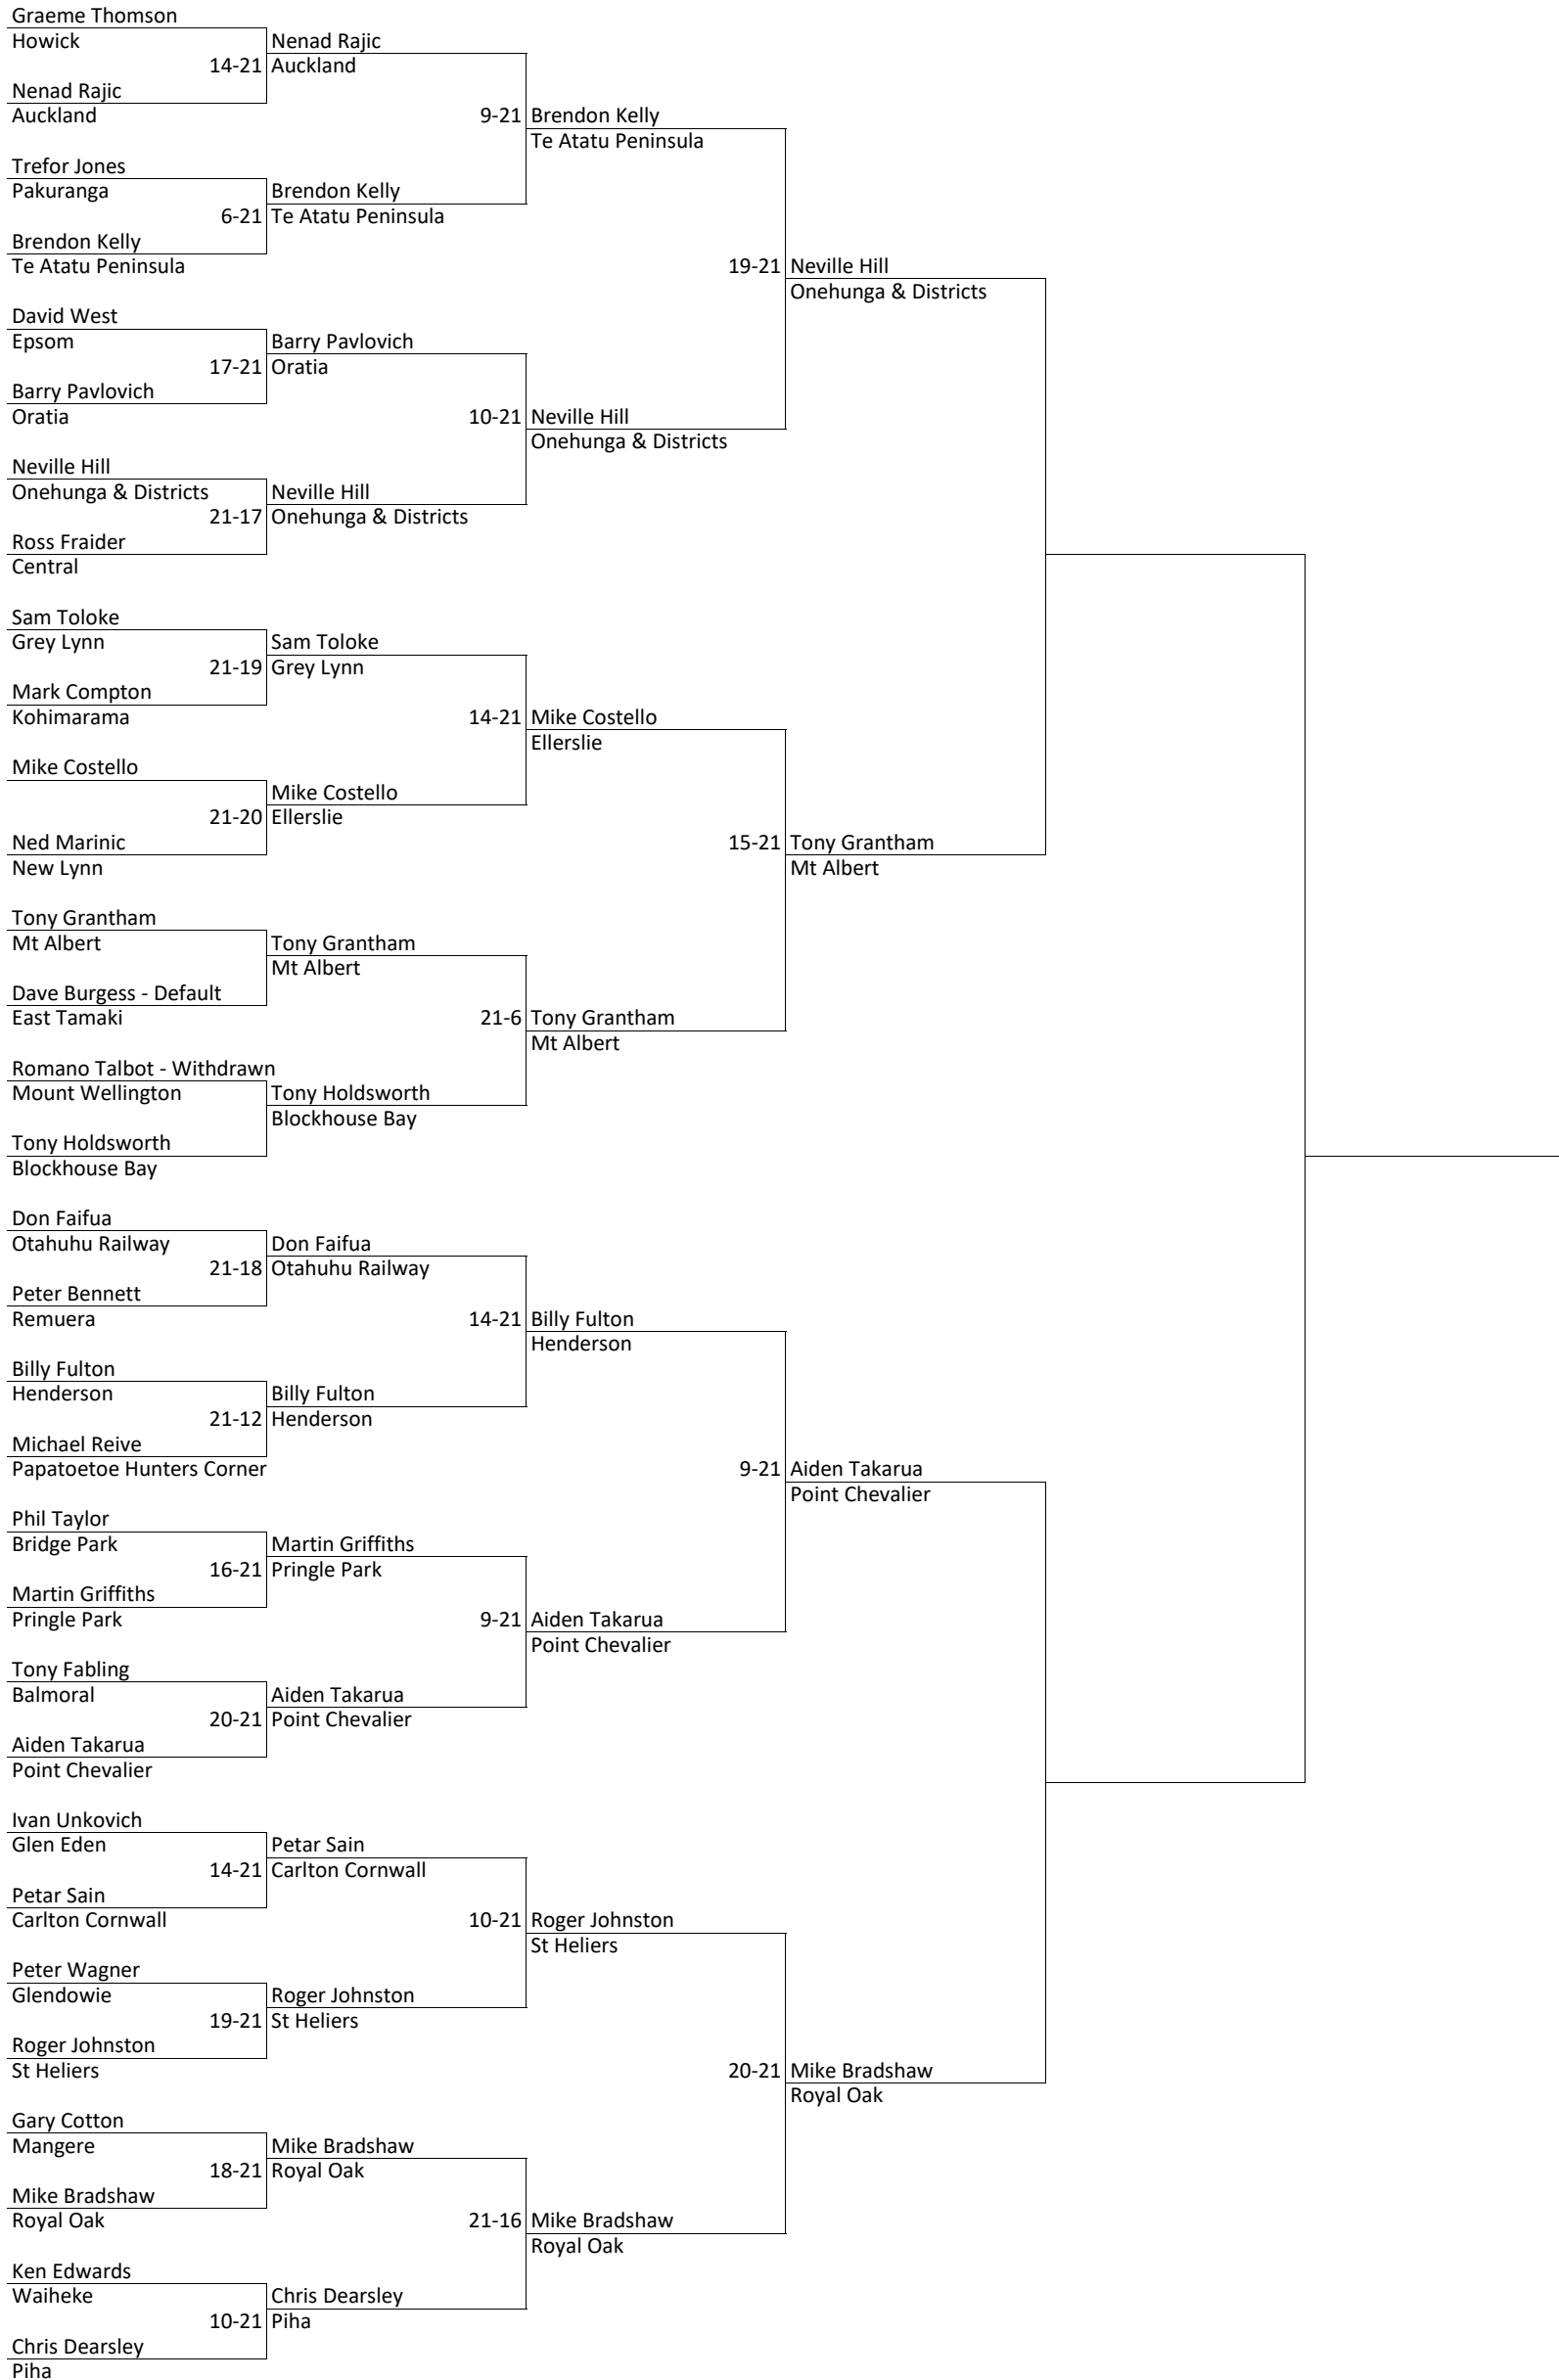 Graeme Thomson
Howick
Nenad Rajic
14-21 Auckland
Nenad Rajic
Auckland
9-21 Brendon Kelly
Te Atatu Peninsula
Trefor Jones
Pakuranga
Brendon Kelly
6-21 Te Atatu Peninsula
Brendon Kelly
Te Atatu Peninsula
19-21 Neville Hill
Onehunga & Districts
David West
Epsom
Barry Pavlovich
17-21 Oratia
Barry Pavlovich
Oratia
10-21 Neville Hill
Onehunga & Districts
Neville Hill
Onehunga & Districts
Neville Hill
21-17 Onehunga & Districts
Ross Fraider
Central
Sam Toloke
Grey Lynn
Sam Toloke
21-19 Grey Lynn
Mark Compton
Kohimarama
14-21 Mike Costello
Ellerslie
Mike Costello
Mike Costello
21-20 Ellerslie
Ned Marinic
15-21 Tony Grantham
New Lynn
Mt Albert
Tony Grantham
Mt Albert
Tony Grantham
Mt Albert
Dave Burgess - Default
East Tamaki
21-6 Tony Grantham
Mt Albert
Romano Talbot - Withdrawn
Mount Wellington
Tony Holdsworth
Blockhouse Bay
Tony Holdsworth
Blockhouse Bay
Don Faifua
Otahuhu Railway
Don Faifua
21-18 Otahuhu Railway
Peter Bennett
Remuera
14-21 Billy Fulton
Henderson
Billy Fulton
Henderson
Billy Fulton
21-12 Henderson
Michael Reive
Papatoetoe Hunters Corner
9-21 Aiden Takarua
Point Chevalier
Phil Taylor
Bridge Park
Martin Griffiths
16-21 Pringle Park
Martin Griffiths
Pringle Park
9-21 Aiden Takarua
Point Chevalier
Tony Fabling
Balmoral
Aiden Takarua
20-21 Point Chevalier
Aiden Takarua
Point Chevalier
Ivan Unkovich
Glen Eden
Petar Sain
14-21 Carlton Cornwall
Petar Sain
Carlton Cornwall
10-21 Roger Johnston
St Heliers
Peter Wagner
Glendowie
Roger Johnston
19-21 St Heliers
Roger Johnston
St Heliers
20-21 Mike Bradshaw
Royal Oak
Gary Cotton
Mangere
Mike Bradshaw
18-21 Royal Oak
Mike Bradshaw
Royal Oak
21-16 Mike Bradshaw
Royal Oak
Ken Edwards
Waiheke
Chris Dearsley
10-21 Piha
Chris Dearsley
Piha